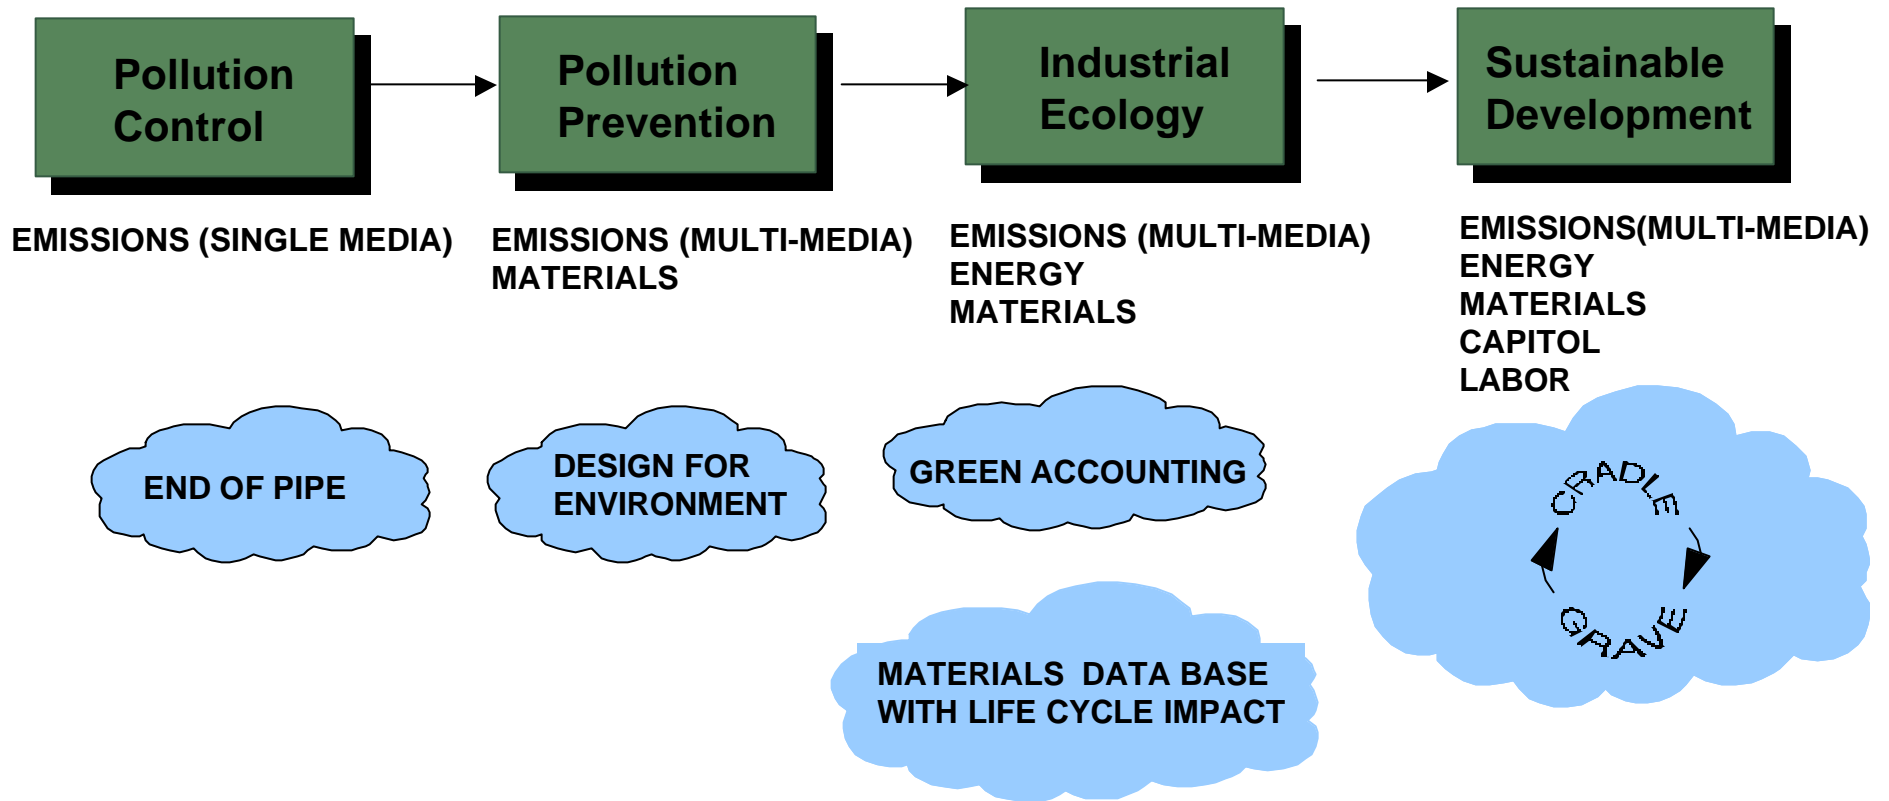 Pollution
Control
Pollution
Prevention
Industrial
Ecology
Sustainable
Development
EMISSIONS (SINGLE MEDIA)
EMISSIONS (MULTI-MEDIA)
MATERIALS
EMISSIONS (MULTI-MEDIA)
ENERGY
MATERIALS
EMISSIONS(MULTI-MEDIA)
ENERGY
MATERIALS
CAPITOL
LABOR
END OF PIPE
DESIGN FOR
ENVIRONMENT
GREEN ACCOUNTING
MATERIALS  DATA BASE
WITH LIFE CYCLE IMPACT
CRADLE
GRAVE